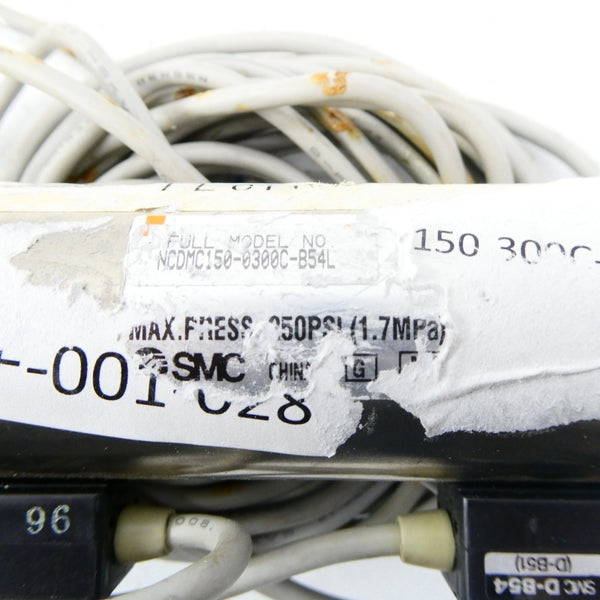 FULL MODEL NO
NCDMC150-0300C-B54L
150 300C-
MAX.PRESS 250PSI (1.7MPa)
SMC CHINA G
-001-028
96
SMC D-B54
(D-B51)